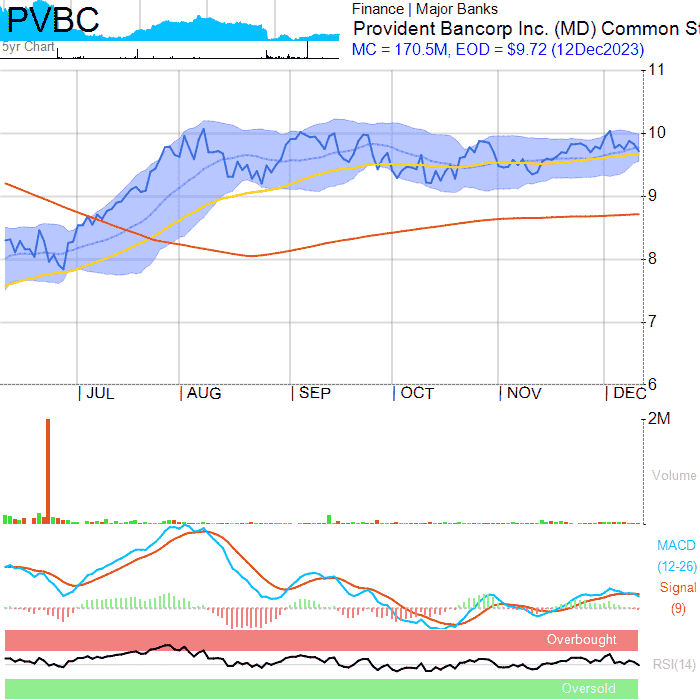 PVBC
5yr Chart
Finance | Major Banks
Provident Bancorp Inc. (MD) Common St
MC = 170.5M, EOD = $9.72 (12Dec2023)
11
10
9
8
7
6
| JUL | AUG | SEP | OCT | NOV | DEC
2M
Volume
MACD
(12-26)
Signal
(9)
Overbought
RSI(14)
Oversold